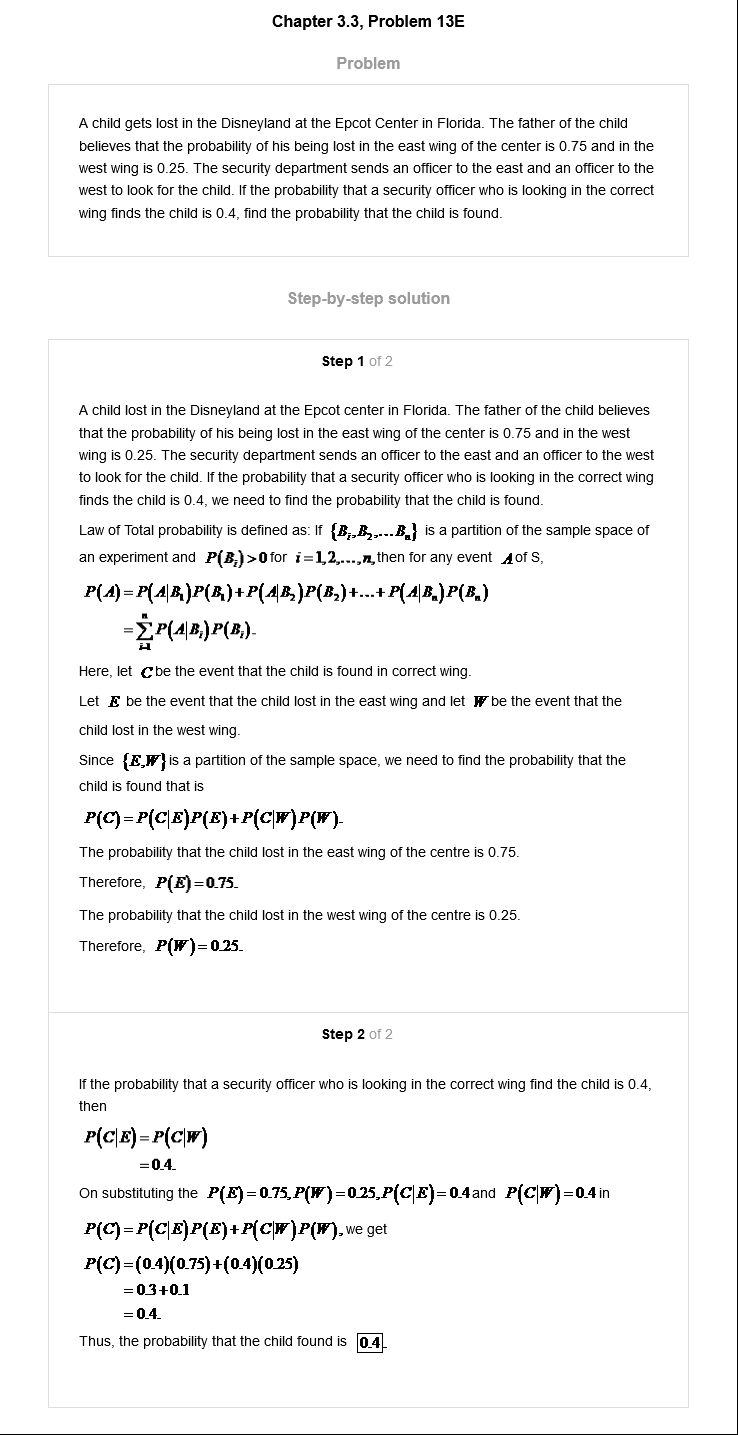 Chapter 3.3, Problem 13E
Problem
A child gets lost in the Disneyland at the Epcot Center in Florida. The father of the child
believes that the probability of his being lost in the east wing of the center is 0.75 and in the
west wing is 0.25. The security department sends an officer to the east and an officer to the
west to look for the child. If the probability that a security officer who is looking in the correct
wing finds the child is 0.4, find the probability that the child is found.
Step-by-step solution
Step 1 of 2
A child lost in the Disneyland at the Epcot center in Florida. The father of the child believes
that the probability of his being lost in the east wing of the center is 0.75 and in the west
wing is 0.25. The security department sends an officer to the east and an officer to the west
to look for the child. If the probability that a security officer who is looking in the correct wing
finds the child is 0.4, we need to find the probability that the child is found.
Law of Total probability is defined as: If {B_i, B_2, ... B_n} is a partition of the sample space of
an experiment and P(B_i) > 0 for i = 1, 2, ..., n, then for any event A of S,
P(A) = P(A|B_1)P(B_1) + P(A|B_2)P(B_2) + ... + P(A|B_n)P(B_n)
= ∑_{i=1}^{n} P(A|B_i)P(B_i).
Here, let C be the event that the child is found in correct wing.
Let E be the event that the child lost in the east wing and let W be the event that the
child lost in the west wing.
Since {E, W} is a partition of the sample space, we need to find the probability that the
child is found that is
P(C) = P(C|E)P(E) + P(C|W)P(W).
The probability that the child lost in the east wing of the centre is 0.75.
Therefore, P(E) = 0.75.
The probability that the child lost in the west wing of the centre is 0.25.
Therefore, P(W) = 0.25.
Step 2 of 2
If the probability that a security officer who is looking in the correct wing find the child is 0.4,
then
P(C|E) = P(C|W)
= 0.4.
On substituting the P(E) = 0.75, P(W) = 0.25, P(C|E) = 0.4 and P(C|W) = 0.4 in
P(C) = P(C|E)P(E) + P(C|W)P(W), we get
P(C) = (0.4)(0.75) + (0.4)(0.25)
= 0.3 + 0.1
= 0.4.
Thus, the probability that the child found is 0.4.